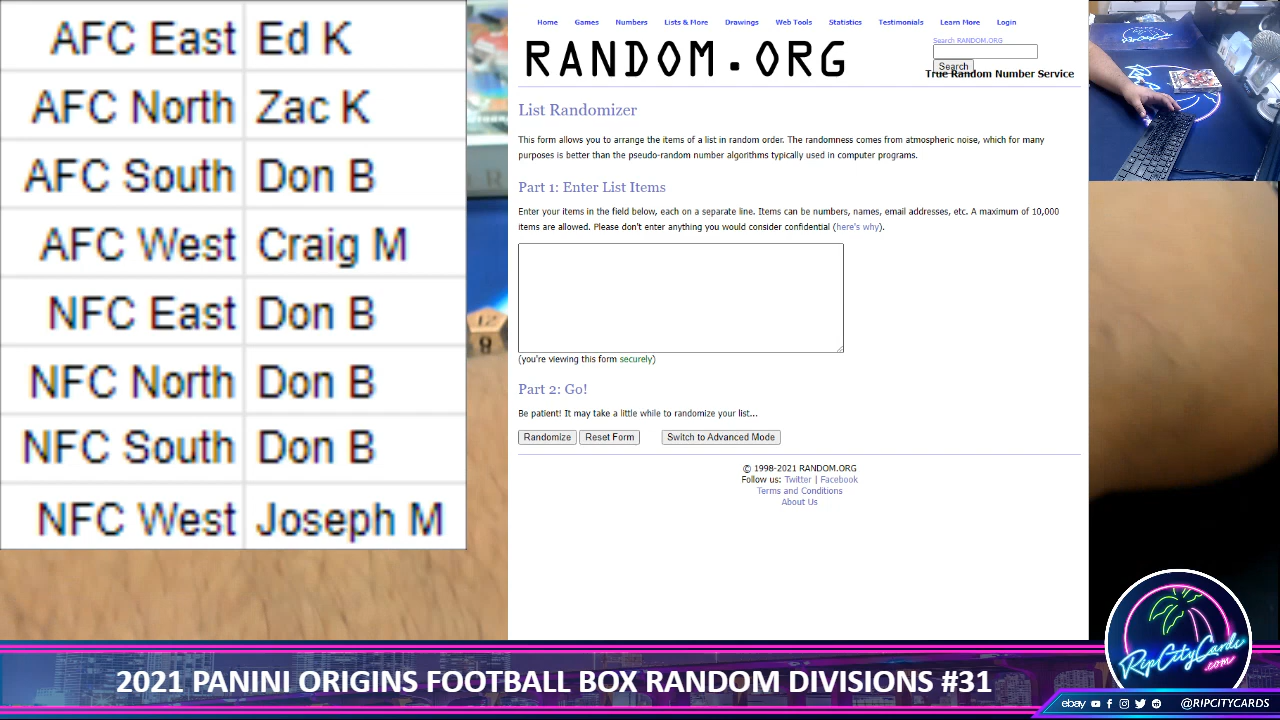 AFC East Ed K
AFC North Zac K
AFC South Don B
AFC West Craig M
NFC East Don B
NFC North Don B
NFC South Don B
NFC West Joseph M
12
8
Home Games Numbers Lists & More Drawings Web Tools Statistics Testimonials Learn More Login
RANDOM.ORG
Search RANDOM.ORG
Search
True Random Number Service
List Randomizer
This form allows you to arrange the items of a list in random order. The randomness comes from atmospheric noise, which for many
purposes is better than the pseudo-random number algorithms typically used in computer programs.
Part 1: Enter List Items
Enter your items in the field below, each on a separate line. Items can be numbers, names, email addresses, etc. A maximum of 10,000
items are allowed. Please don't enter anything you would consider confidential (here's why).
(you're viewing this form securely)
Part 2: Go!
Be patient! It may take a little while to randomize your list...
Randomize Reset Form Switch to Advanced Mode
© 1998-2021 RANDOM.ORG
Follow us: Twitter | Facebook
Terms and Conditions
About Us
2021 PANINI ORIGINS FOOTBALL BOX RANDOM DIVISIONS #31
RipCityCards
.com
ebay @RIPCITYCARDS